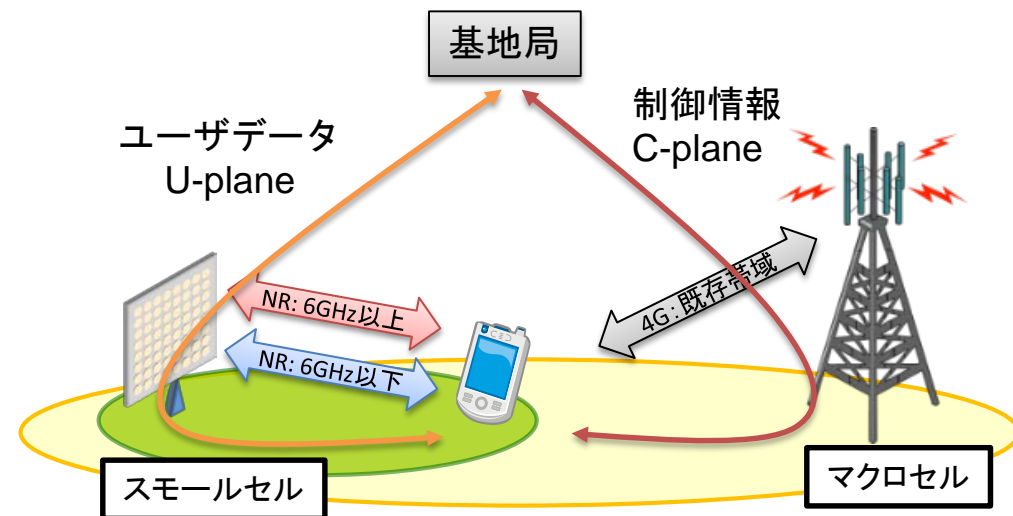 基地局
ユーザデータ
U-plane
制御情報
C-plane
NR: 6GHz以上
NR: 6GHz以下
4G: 既存帯域
スモールセル
マクロセル